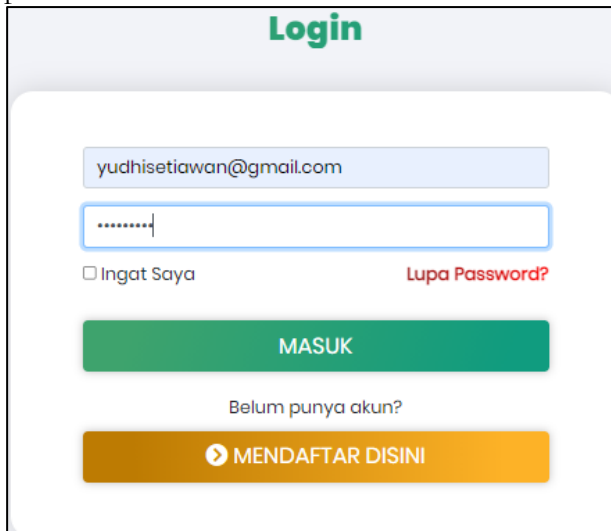 Login
yudhisetiawan@gmail.com
•••••••••
Ingat Saya
Lupa Password?
MASUK
Belum punya akun?
MENDAFTAR DISINI